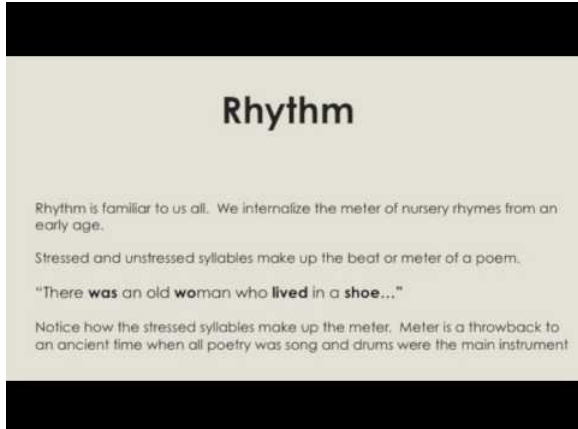 Rhythm
Rhythm is familiar to us all. We internalize the meter of nursery rhymes from an
early age.
Stressed and unstressed syllables make up the beat or meter of a poem.
“There was an old woman who lived in a shoe...”
Notice how the stressed syllables make up the meter. Meter is a throwback to
an ancient time when all poetry was song and drums were the main instrument